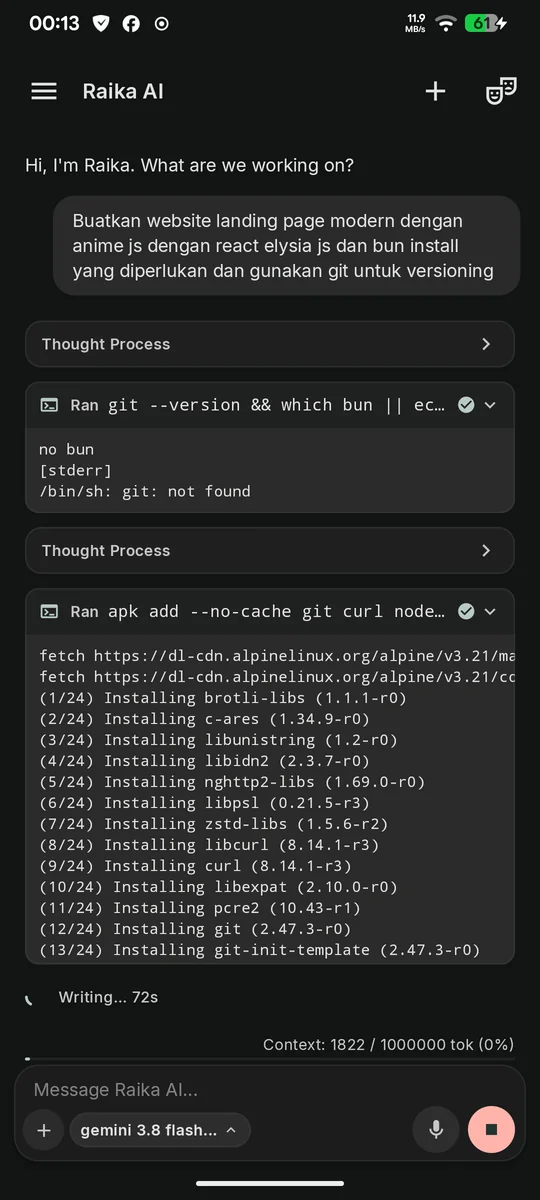 00:13
11.9
MB/s
61
Raika AI
Hi, I'm Raika. What are we working on?
Buatkan website landing page modern dengan
anime js dengan react elysia js dan bun install
yang diperlukan dan gunakan git untuk versioning
Thought Process
Ran git --version && which bun || ec...
no bun
[stderr]
/bin/sh: git: not found
Thought Process
Ran apk add --no-cache git curl node...
fetch https://dl-cdn.alpinelinux.org/alpine/v3.21/ma
fetch https://dl-cdn.alpinelinux.org/alpine/v3.21/co
(1/24) Installing brotli-libs (1.1.1-r0)
(2/24) Installing c-ares (1.34.9-r0)
(3/24) Installing libunistring (1.2-r0)
(4/24) Installing libidn2 (2.3.7-r0)
(5/24) Installing nghttp2-libs (1.69.0-r0)
(6/24) Installing libpsl (0.21.5-r3)
(7/24) Installing zstd-libs (1.5.6-r2)
(8/24) Installing libcurl (8.14.1-r3)
(9/24) Installing curl (8.14.1-r3)
(10/24) Installing libexpat (2.10.0-r0)
(11/24) Installing pcre2 (10.43-r1)
(12/24) Installing git (2.47.3-r0)
(13/24) Installing git-init-template (2.47.3-r0)
Writing... 72s
Context: 1822 / 1000000 tok (0%)
Message Raika AI...
gemini 3.8 flash...